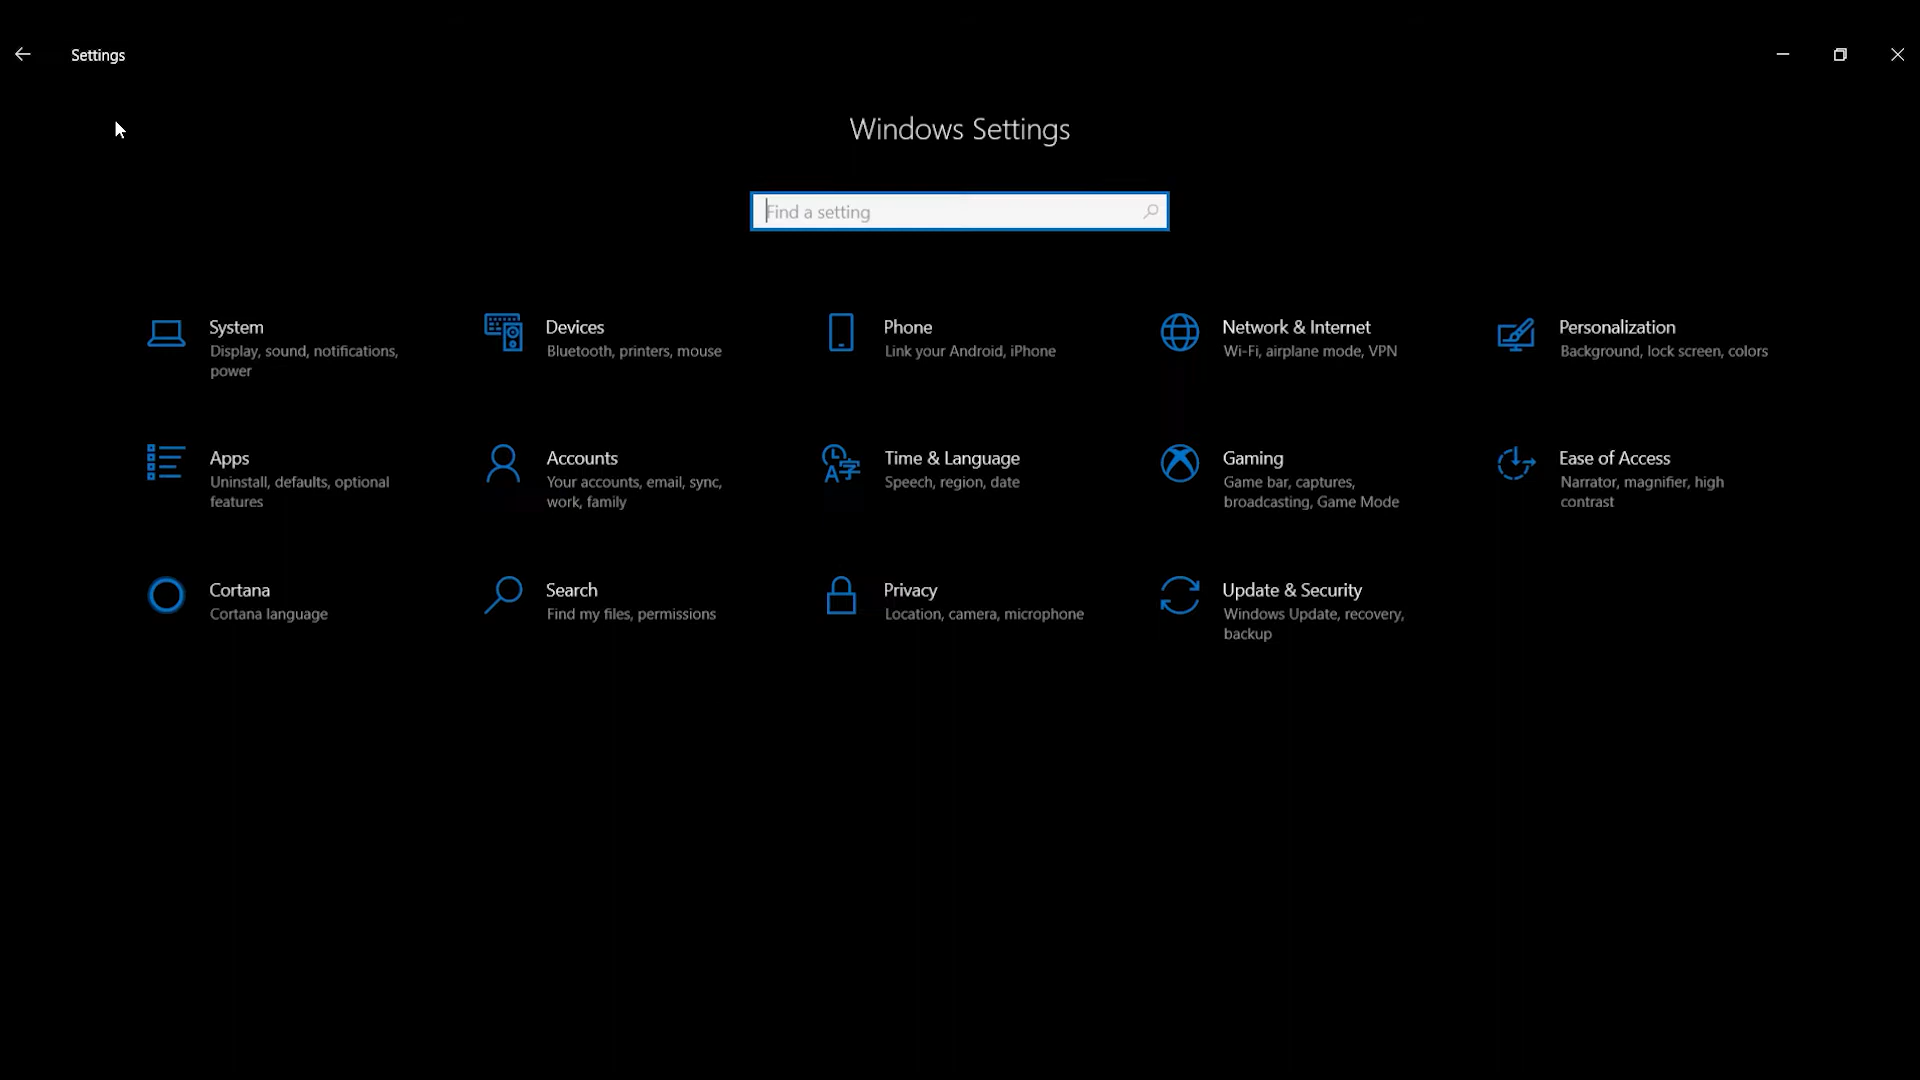 Settings
Windows Settings
Find a setting
System
Display, sound, notifications,
power
Devices
Bluetooth, printers, mouse
Phone
Link your Android, iPhone
Network & Internet
Wi-Fi, airplane mode, VPN
Personalization
Background, lock screen, colors
Apps
Uninstall, defaults, optional
features
Accounts
Your accounts, email, sync,
work, family
Time & Language
Speech, region, date
Gaming
Game bar, captures,
broadcasting, Game Mode
Ease of Access
Narrator, magnifier, high
contrast
Cortana
Cortana language
Search
Find my files, permissions
Privacy
Location, camera, microphone
Update & Security
Windows Update, recovery,
backup